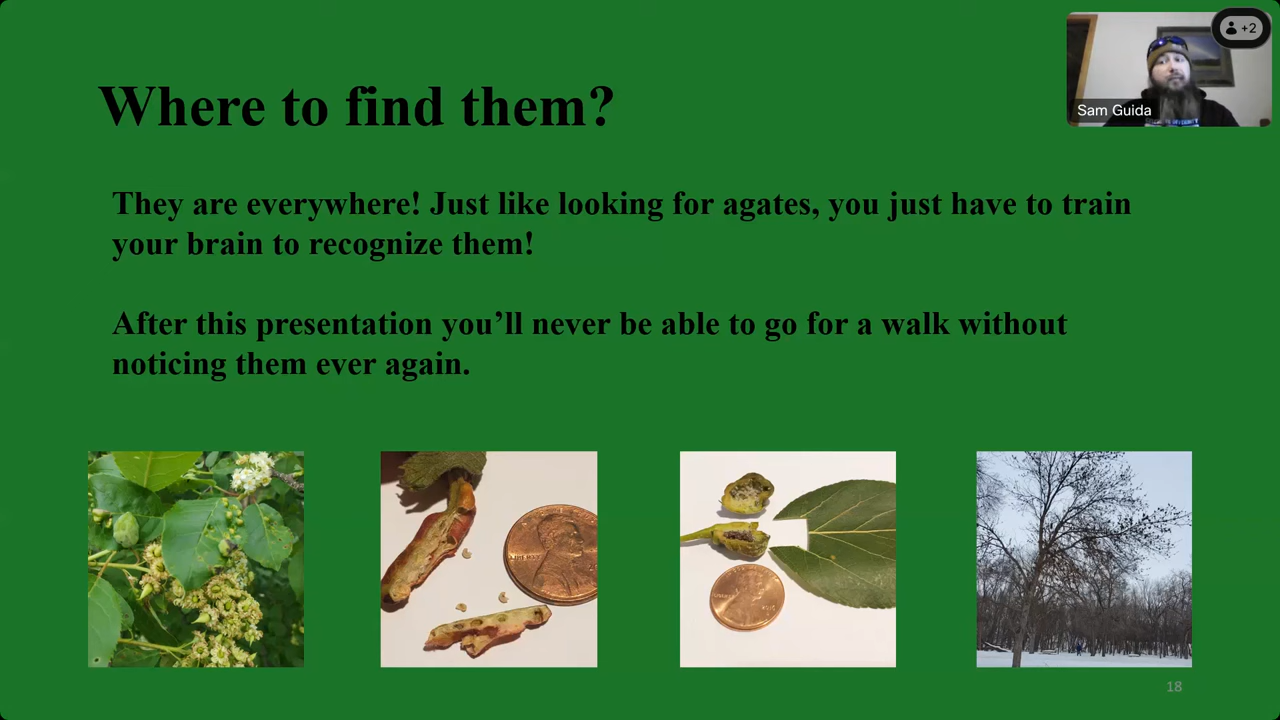 +2
Sam Guida
Where to find them?
They are everywhere! Just like looking for agates, you just have to train
your brain to recognize them!
After this presentation you’ll never be able to go for a walk without
noticing them ever again.
18